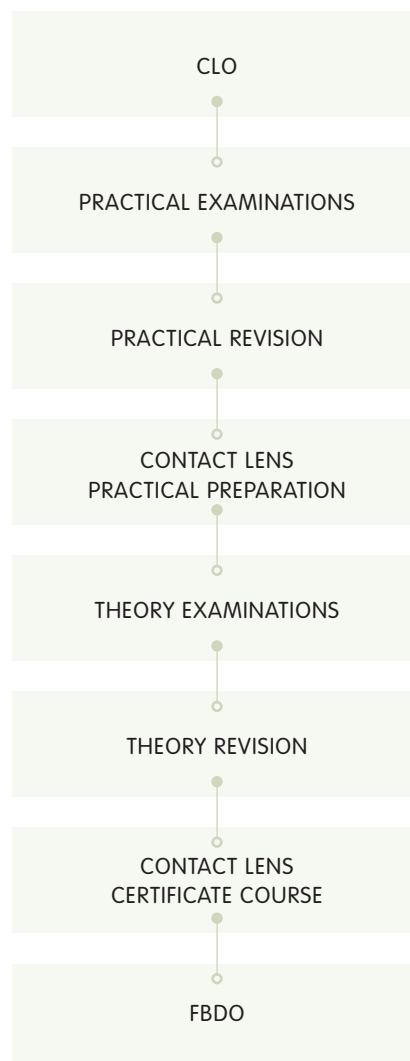 CLO
PRACTICAL EXAMINATIONS
PRACTICAL REVISION
CONTACT LENS
PRACTICAL PREPARATION
THEORY EXAMINATIONS
THEORY REVISION
CONTACT LENS
CERTIFICATE COURSE
FBDO